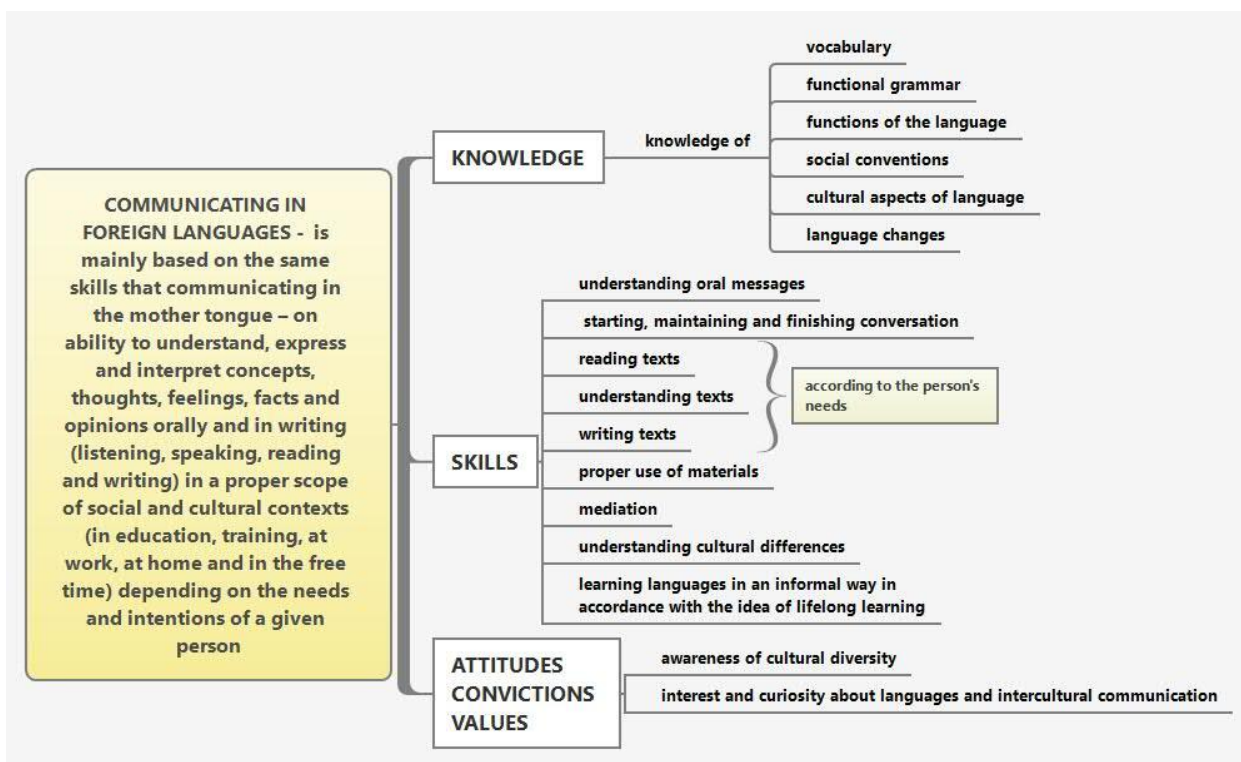 COMMUNICATING IN
FOREIGN LANGUAGES - is
mainly based on the same
skills that communicating in
the mother tongue – on
ability to understand, express
and interpret concepts,
thoughts, feelings, facts and
opinions orally and in writing
(listening, speaking, reading
and writing) in a proper scope
of social and cultural contexts
(in education, training, at
work, at home and in the free
time) depending on the needs
and intentions of a given
person
KNOWLEDGE
knowledge of
vocabulary
functional grammar
functions of the language
social conventions
cultural aspects of language
language changes
SKILLS
understanding oral messages
starting, maintaining and finishing conversation
reading texts
understanding texts
writing texts
according to the person's
needs
proper use of materials
mediation
understanding cultural differences
learning languages in an informal way in
accordance with the idea of lifelong learning
ATTITUDES
CONVICTIONS
VALUES
awareness of cultural diversity
interest and curiosity about languages and intercultural communication